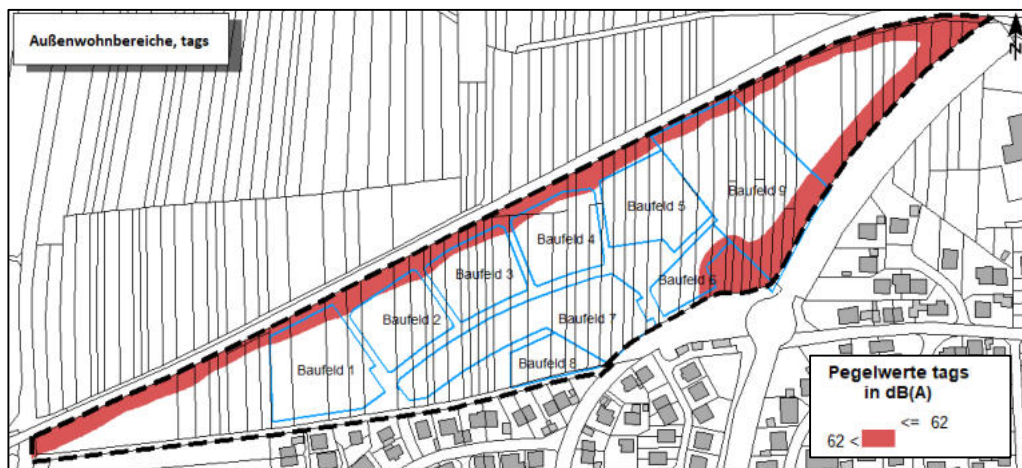 Außenwohnbereiche, tags
N
Baufeld 9
Baufeld 5
Baufeld 4
Baufeld 3
Baufeld 6
Baufeld 2
Baufeld 7
Baufeld 8
Baufeld 1
Pegelwerte tags
in dB(A)
<= 62
62 <